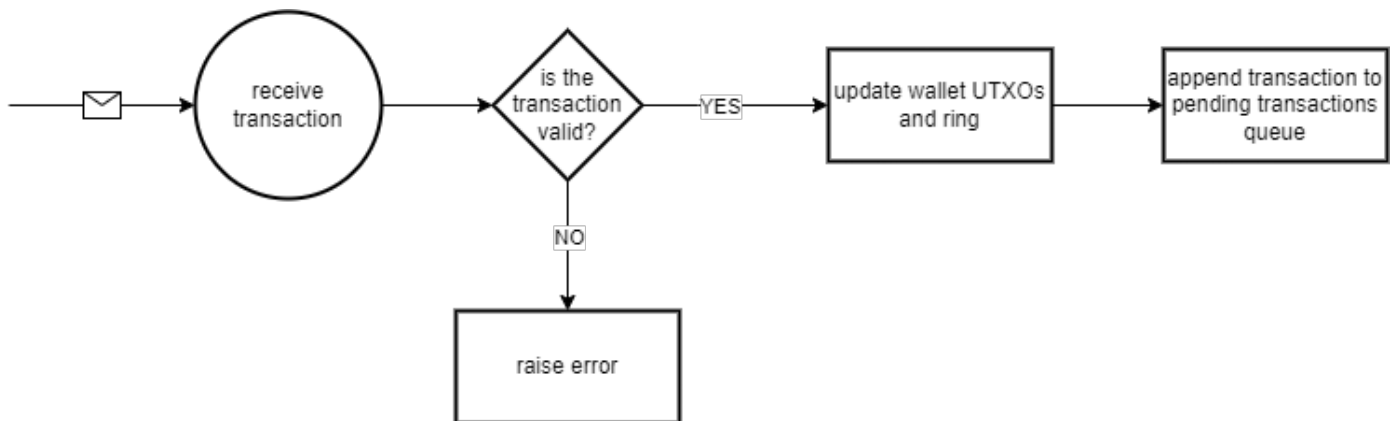 receive
transaction
is the
transaction
valid?
YES
update wallet UTXOs
and ring
append transaction to
pending transactions
queue
NO
raise error